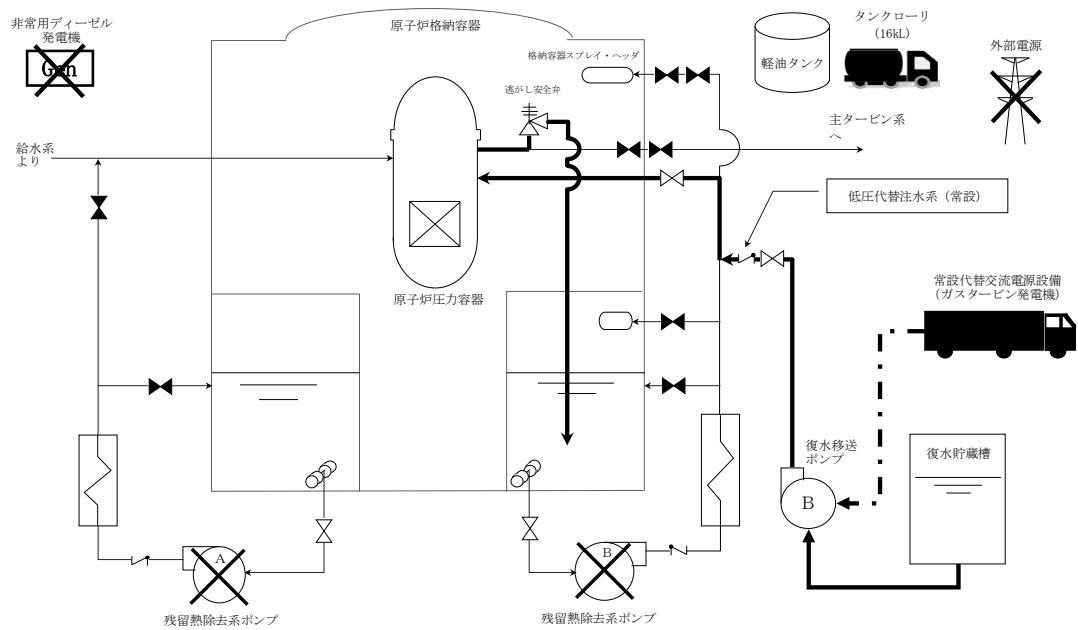 非常用ディーゼル
発電機
Gen
原子炉格納容器
格納容器スプレイ・ヘッダ
逃がし安全弁
軽油タンク
タンクローリ
（16kL）
外部電源
主タービン系
へ
給水系
より
低圧代替注水系（常設）
原子炉圧力容器
常設代替交流電源設備
（ガスタービン発電機）
復水移送
ポンプ
復水貯蔵槽
B
A
B
残留熱除去系ポンプ
残留熱除去系ポンプ